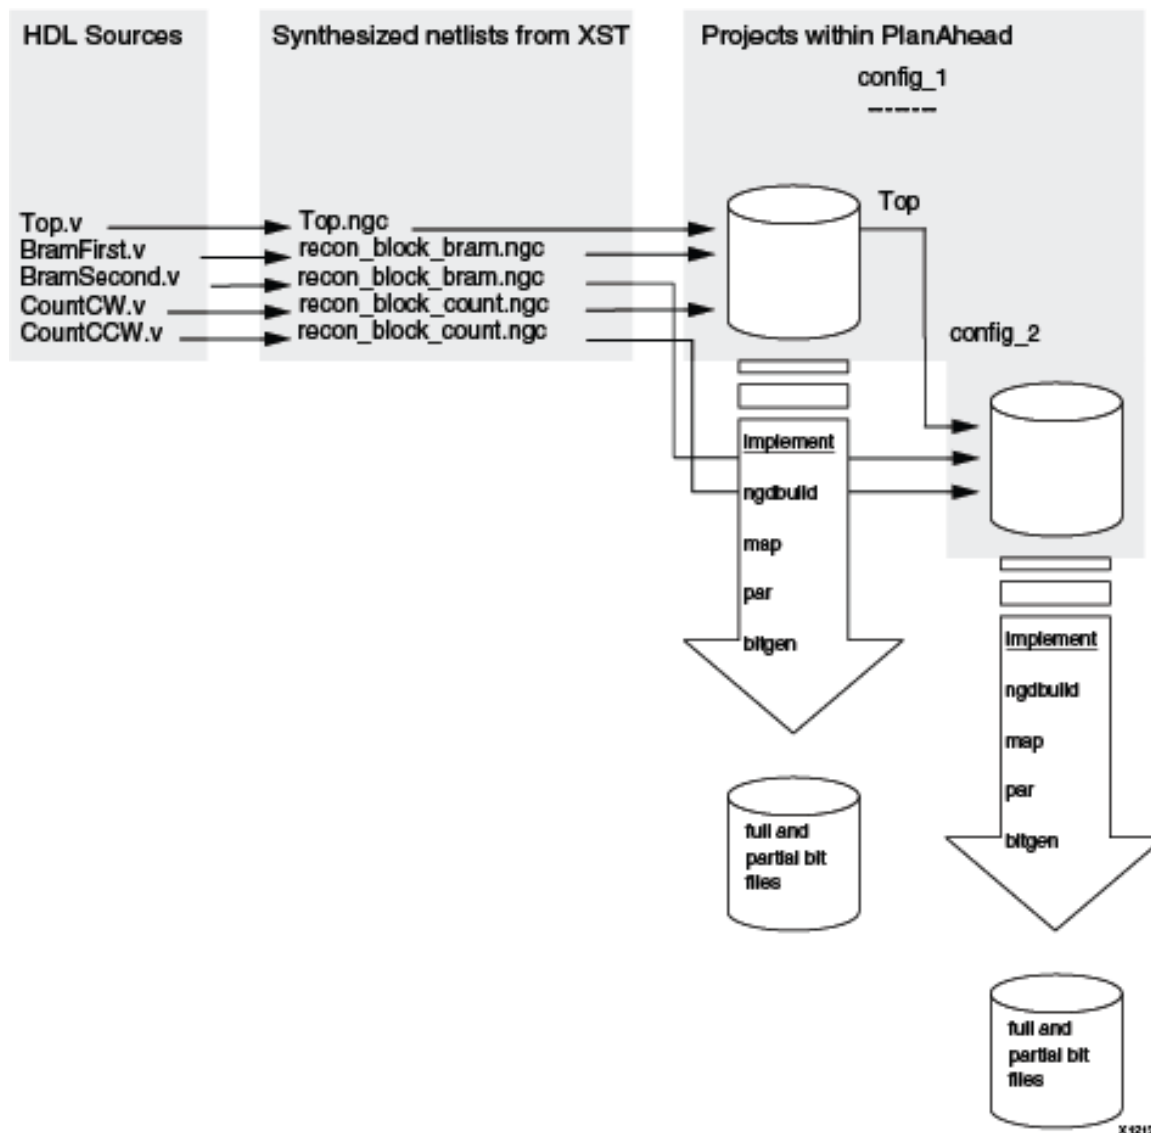 HDL Sources
Synthesized netlists from XST
Projects within PlanAhead
config_1
--------
Top.v
BramFirst.v
BramSecond.v
CountCW.v
CountCCW.v
Top.ngc
recon_block_bram.ngc
recon_block_bram.ngc
recon_block_count.ngc
recon_block_count.ngc
Top
config_2
Implement
ngdbuild
map
par
bitgen
full and
partial bit
files
Implement
ngdbuild
map
par
bitgen
full and
partial bit
files